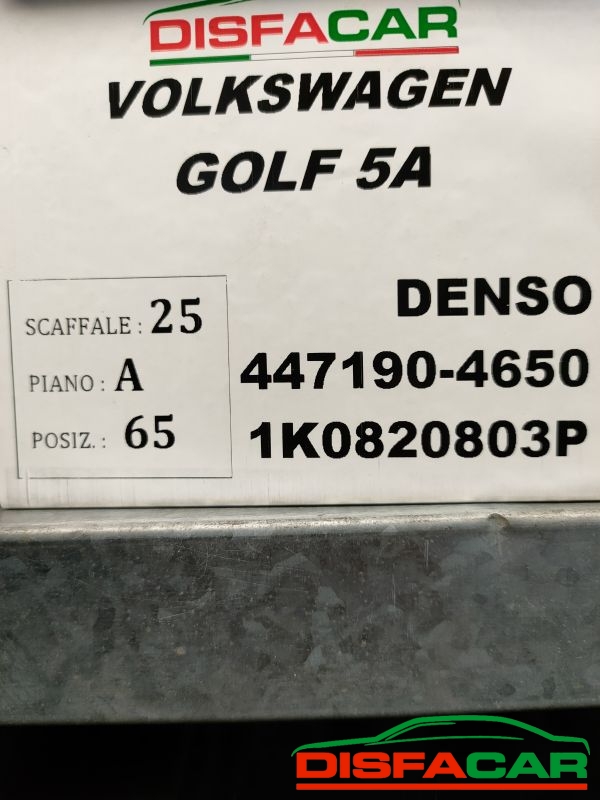 DISFACAR
VOLKSWAGEN
GOLF 5A
SCAFFALE : 25
PIANO : A
POSIZ. : 65
DENSO
447190-4650
1K0820803P
DISFACAR